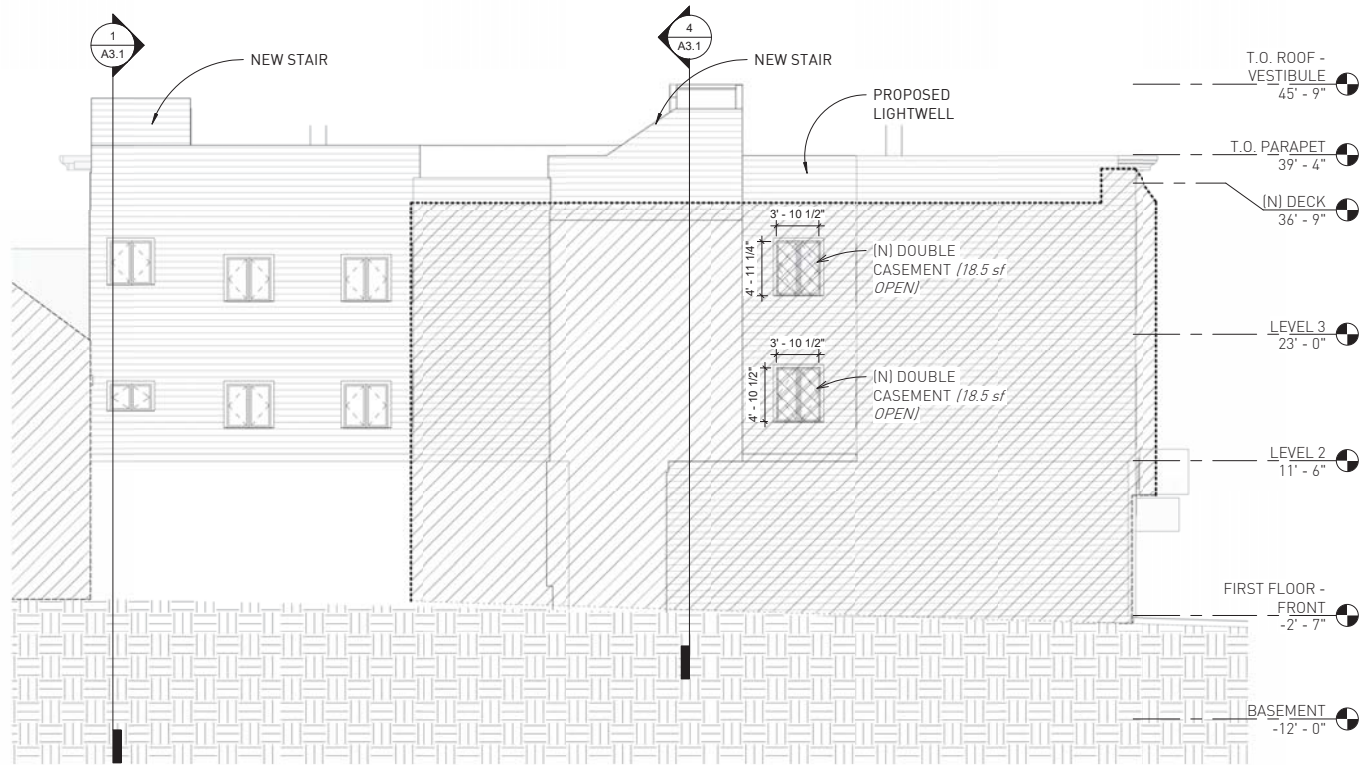 1
A3.1
NEW STAIR
4
A3.1
NEW STAIR
PROPOSED
LIGHTWELL
T.O. ROOF -
VESTIBULE
45' - 9"
T.O. PARAPET
39' - 4"
(N) DECK
36' - 9"
3' - 10 1/2"
4' - 11 1/4"
(N) DOUBLE
CASEMENT (18.5 sf
OPEN)
LEVEL 3
23' - 0"
3' - 10 1/2"
4' - 10 1/2"
(N) DOUBLE
CASEMENT (18.5 sf
OPEN)
LEVEL 2
11' - 6"
FIRST FLOOR -
FRONT
-2' - 7"
BASEMENT
-12' - 0"